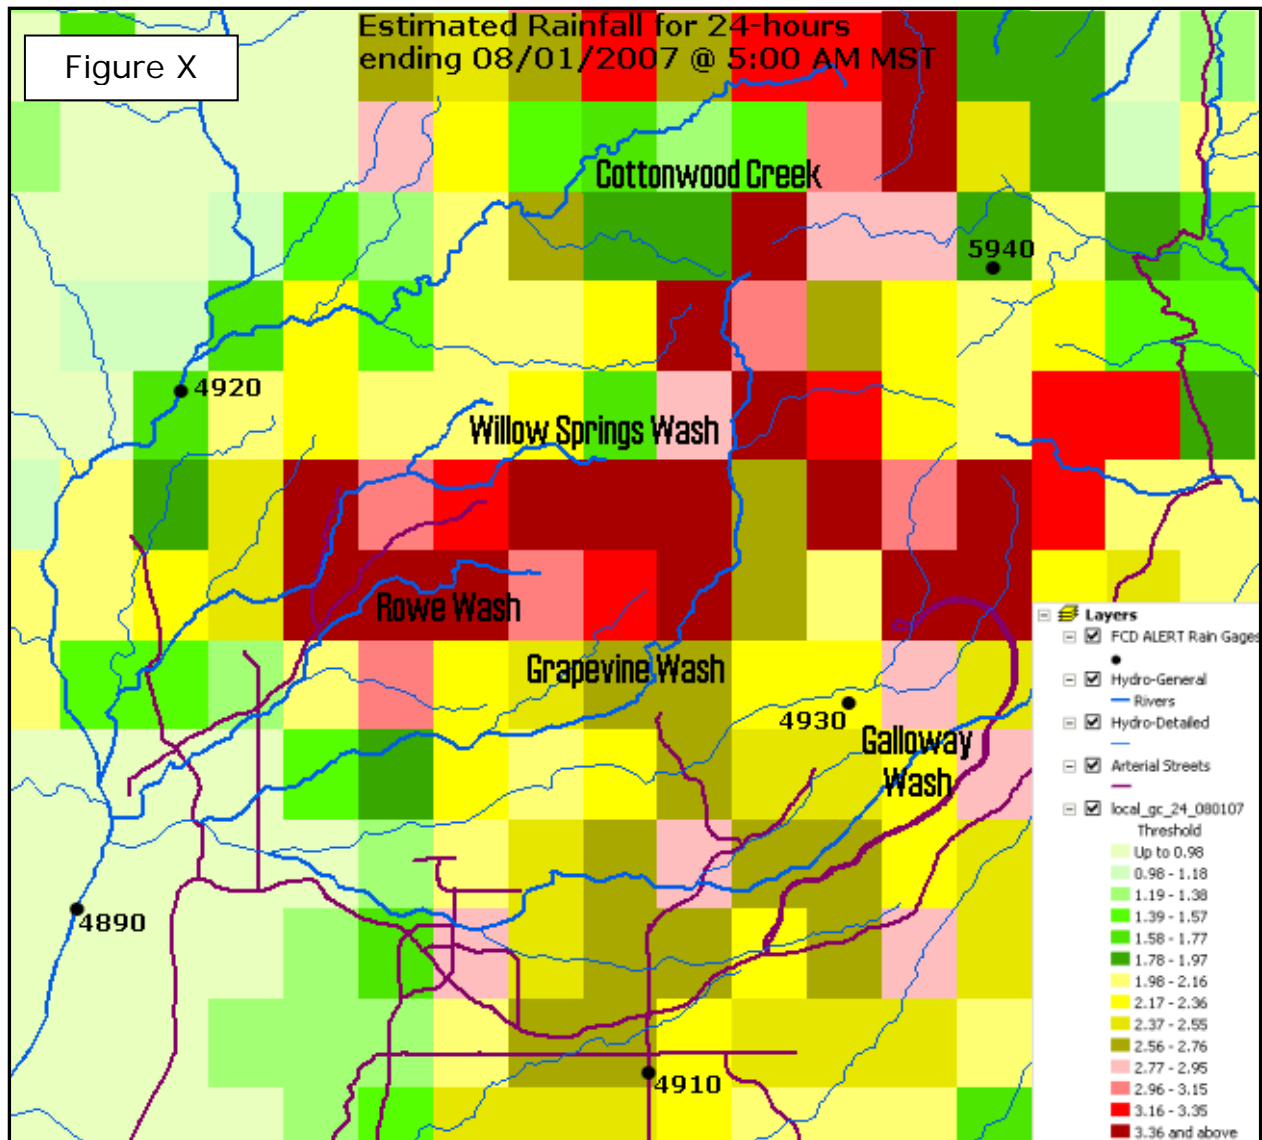 Estimated Rainfall for 24-hours
ending 08/01/2007 @ 5:00 AM MST
Figure X
Cottonwood Creek
5940
4920
Willow Springs Wash
Rowe Wash
Grapevine Wash
4930
Galloway
Wash
4890
4910
Layers
FCD ALERT Rain Gages
Hydro-General
Rivers
Hydro-Detailed
Arterial Streets
local_gc_24_080107
Threshold
Up to 0.98
0.98 - 1.18
1.19 - 1.38
1.39 - 1.57
1.58 - 1.77
1.78 - 1.97
1.98 - 2.16
2.17 - 2.36
2.37 - 2.55
2.56 - 2.76
2.77 - 2.95
2.96 - 3.15
3.16 - 3.35
3.36 and above